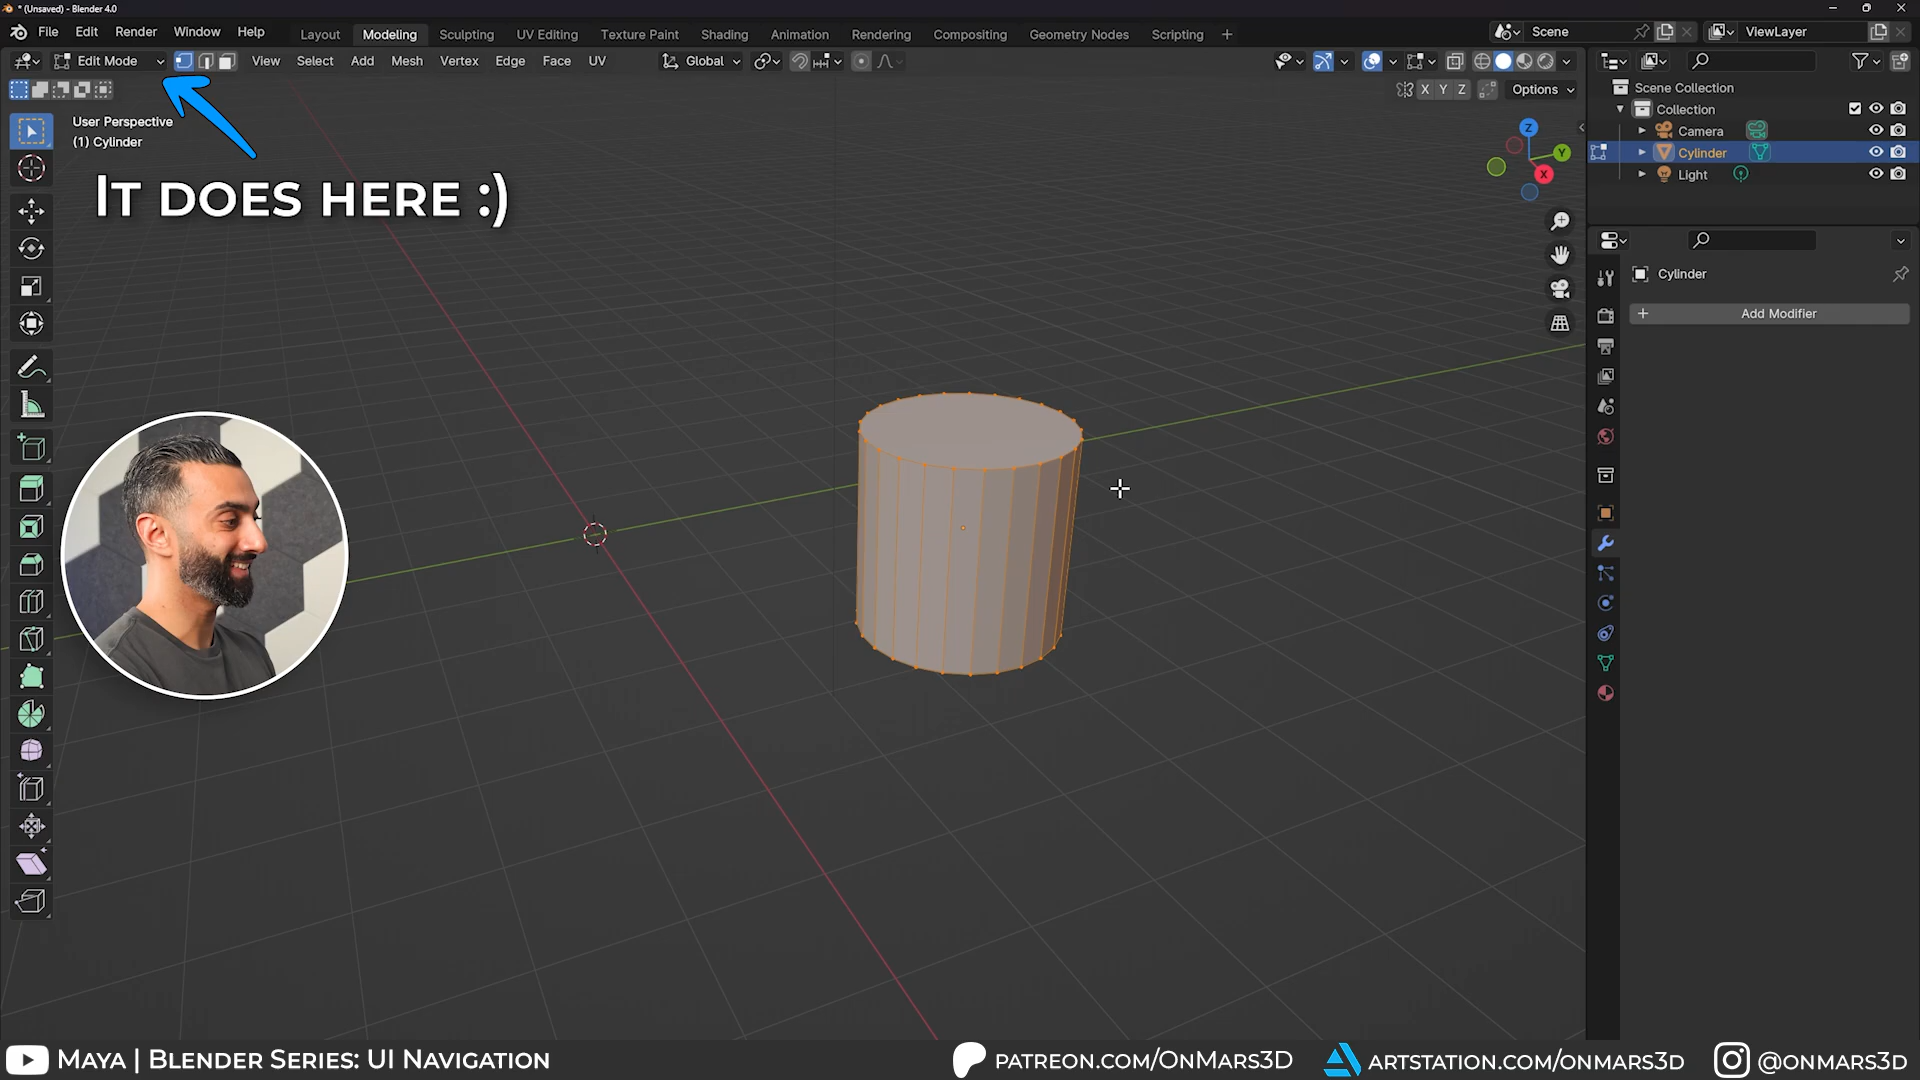 * (Unsaved) - Blender 4.0
File Edit Render Window Help
Layout Modeling Sculpting UV Editing Texture Paint Shading Animation Rendering Compositing Geometry Nodes Scripting +
Scene
ViewLayer
Edit Mode
View Select Add Mesh Vertex Edge Face UV
Global
X Y Z
Options
User Perspective
(1) Cylinder
Z
Y
X
It does here :)
Scene Collection
Collection
Camera
Cylinder
Light
Cylinder
+ Add Modifier
Maya | Blender Series: UI Navigation
patreon.com/OnMars3D
artstation.com/onmars3d
@onmars3D